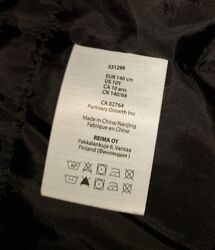 531299
EUR 140 cm
US 10Y
CA 10 ans
CN 140/68
CA 02764
Partners Growth Inc
Made in China/Nanjing
Fabriqué en Chine
REIMA OY
Pakkalankuja 6, Vantaa
Finland (Финляндия)